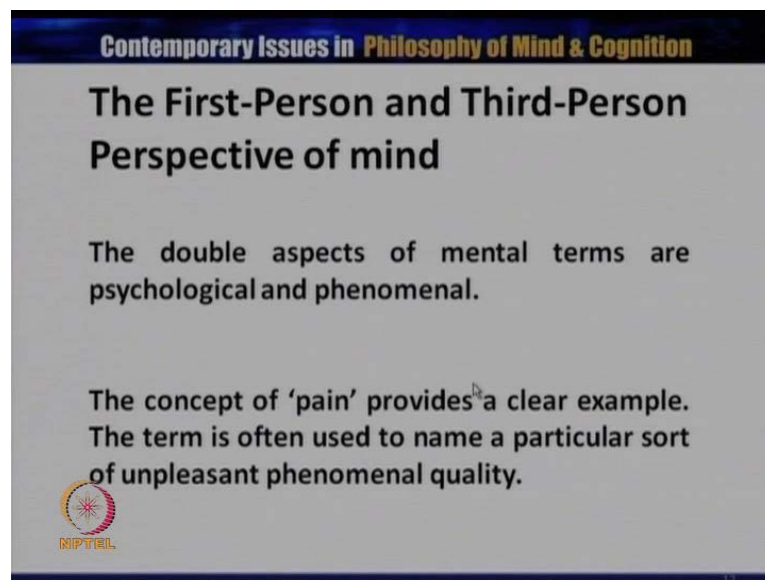 Contemporary Issues in Philosophy of Mind & Cognition
The First-Person and Third-Person
Perspective of mind
The double aspects of mental terms are
psychological and phenomenal.
The concept of ‘pain’ provides a clear example.
The term is often used to name a particular sort
of unpleasant phenomenal quality.
NPTEL